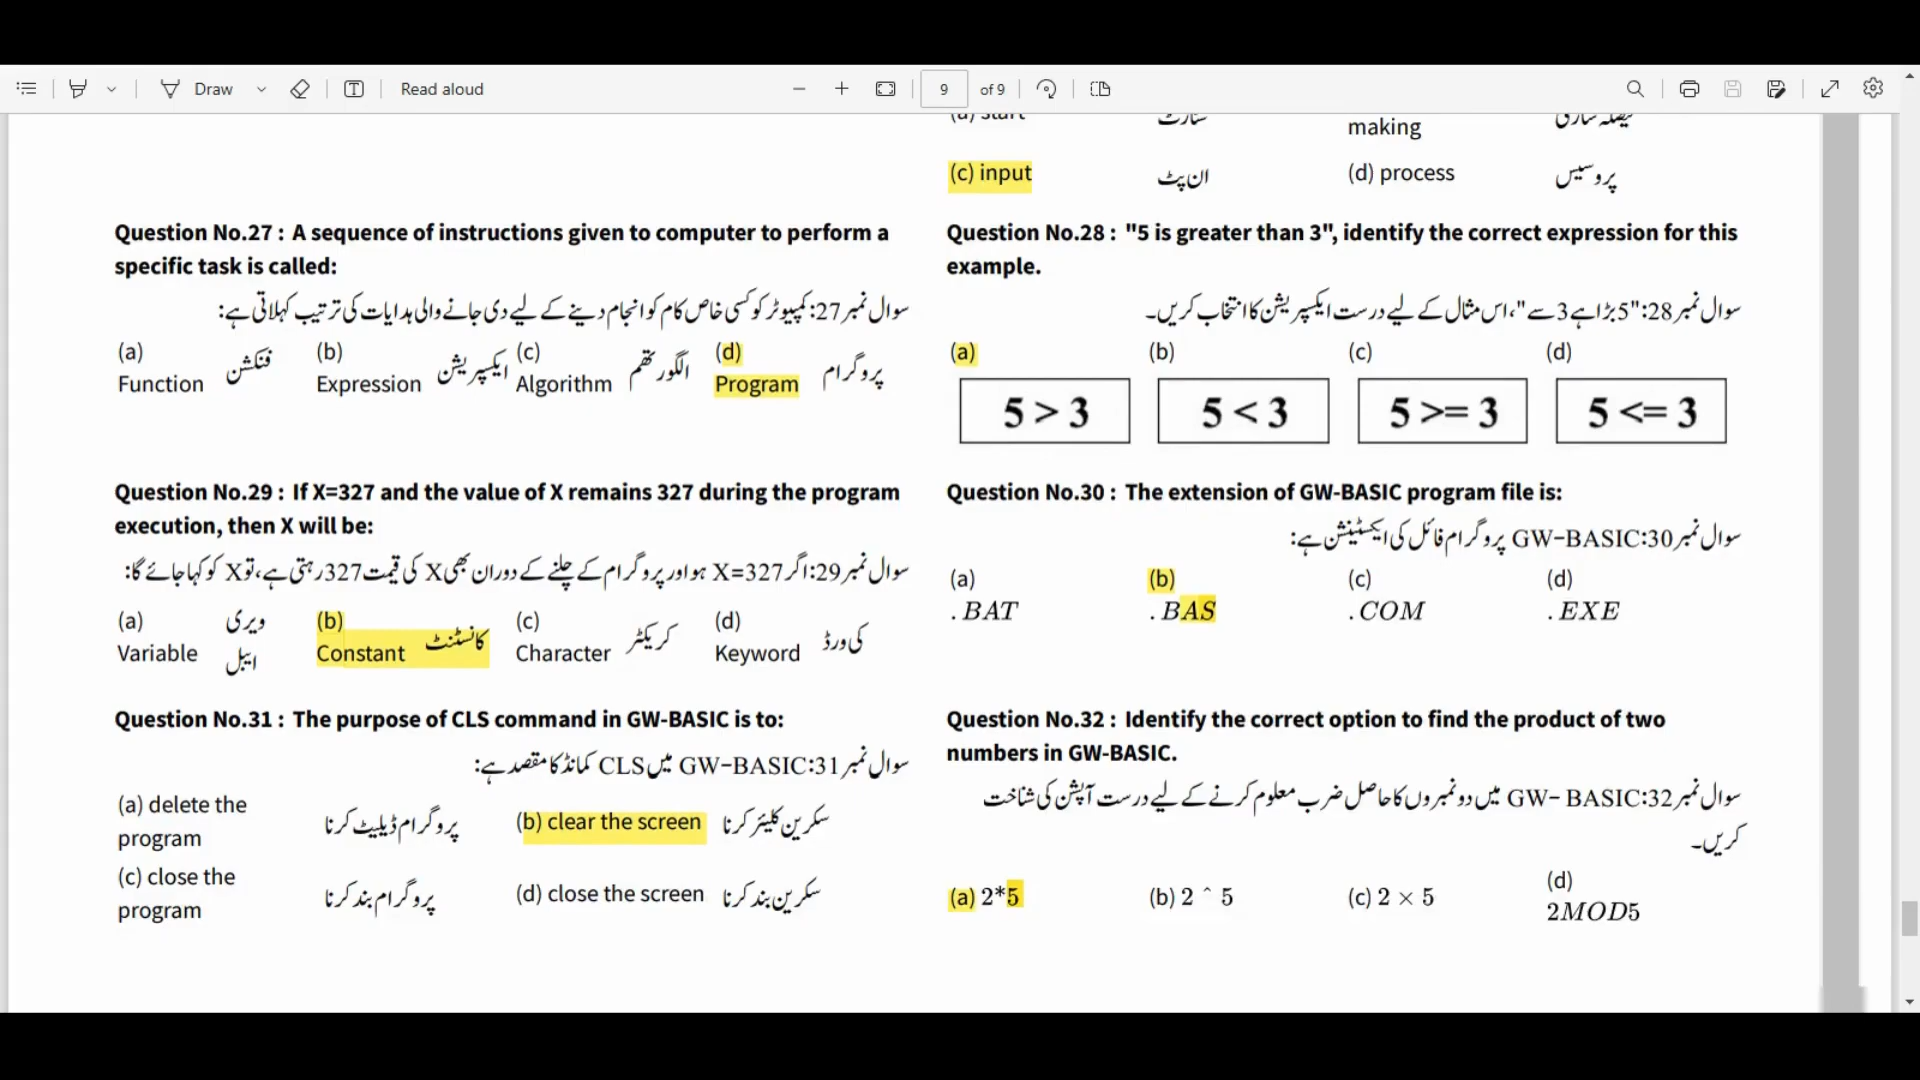 Draw
Read aloud
9 of 9
(a) start سٹارٹ
making فیصلہ سازی
(c) input ان پٹ (d) process پروسیس
Question No.27 : A sequence of instructions given to computer to perform a
specific task is called:
سوال نمبر27: کمپیوٹر کو کسی خاص کام کو انجام دینے کے لیے دی جانے والی ہدایات کی ترتیب کہلاتی ہے:
(a) (b) (c) (d)
Function فنکشن Expression ایکسپریشن Algorithm الگورتھم Program پروگرام
Question No.28 : "5 is greater than 3", identify the correct expression for this
example.
سوال نمبر28: "5 بڑا ہے 3 سے"، اس مثال کے لیے درست ایکسپریشن کا انتخاب کریں۔
(a) (b) (c) (d)
5 > 3 5 < 3 5 >= 3 5 <= 3
Question No.29 : If X=327 and the value of X remains 327 during the program
execution, then X will be:
سوال نمبر29: اگر X=327 ہو اور پروگرام کے چلنے کے دوران بھی X کی قیمت 327 رہتی ہے، تو X کو کہا جائے گا:
(a) ویری (b) (c) (d)
Variable ایبل Constant کانسٹنٹ Character کریکٹر Keyword کی ورڈ
Question No.30 : The extension of GW-BASIC program file is:
سوال نمبر30: GW-BASIC پروگرام فائل کی ایکسٹینشن ہے:
(a) (b) (c) (d)
.BAT .BAS .COM .EXE
Question No.31 : The purpose of CLS command in GW-BASIC is to:
سوال نمبر31: GW-BASIC میں CLS کمانڈ کا مقصد ہے:
(a) delete the
program پروگرام ڈیلیٹ کرنا (b) clear the screen سکرین کلیئر کرنا
(c) close the
program پروگرام بند کرنا (d) close the screen سکرین بند کرنا
Question No.32 : Identify the correct option to find the product of two
numbers in GW-BASIC.
سوال نمبر32: GW- BASIC میں دو نمبروں کا حاصل ضرب معلوم کرنے کے لیے درست آپشن کی شناخت
کریں۔
(a) 2*5 (b) 2 ^ 5 (c) 2 × 5 (d)
2MOD5